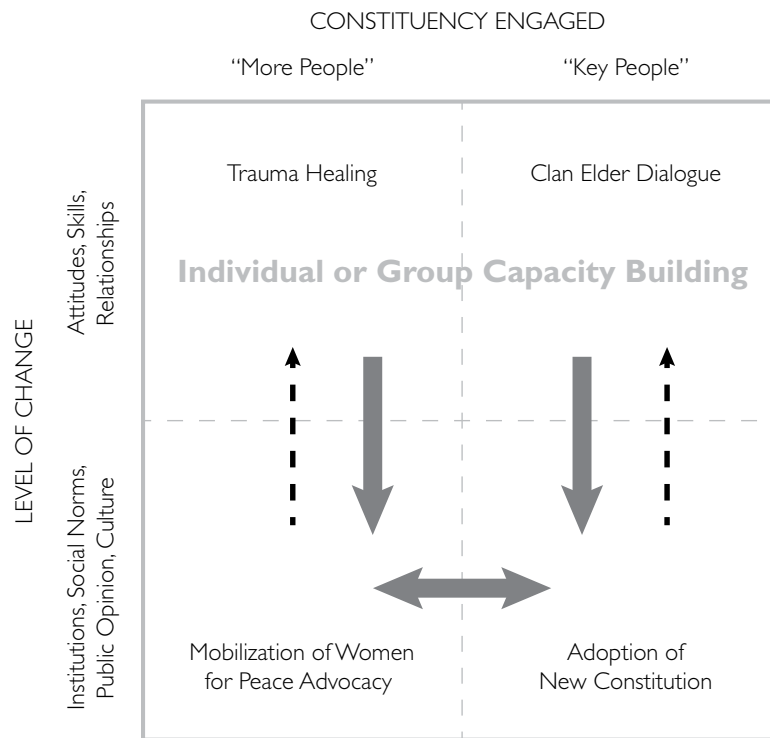 CONSTITUENCY ENGAGED
“More People”
“Key People”
LEVEL OF CHANGE
Attitudes, Skills,
Relationships
Trauma Healing
Clan Elder Dialogue
Individual or Group Capacity Building
Institutions, Social Norms,
Public Opinion, Culture
Mobilization of Women
for Peace Advocacy
Adoption of
New Constitution